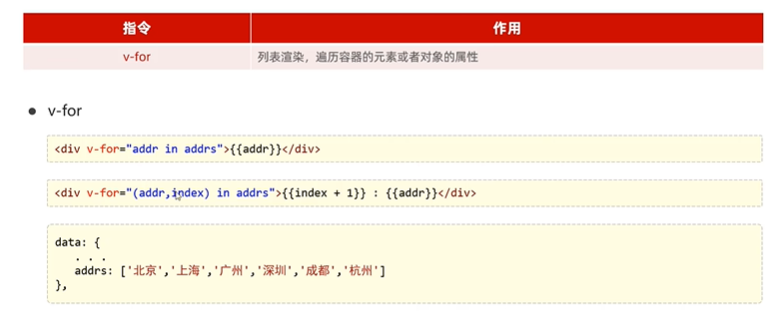 指令 作用
v-for 列表渲染，遍历容器的元素或者对象的属性
v-for
<div v-for="addr in addrs">{{addr}}</div>
<div v-for="(addr,index) in addrs">{{index + 1}} : {{addr}}</div>
data: {
. . .
addrs: ['北京','上海','广州','深圳','成都','杭州']
},